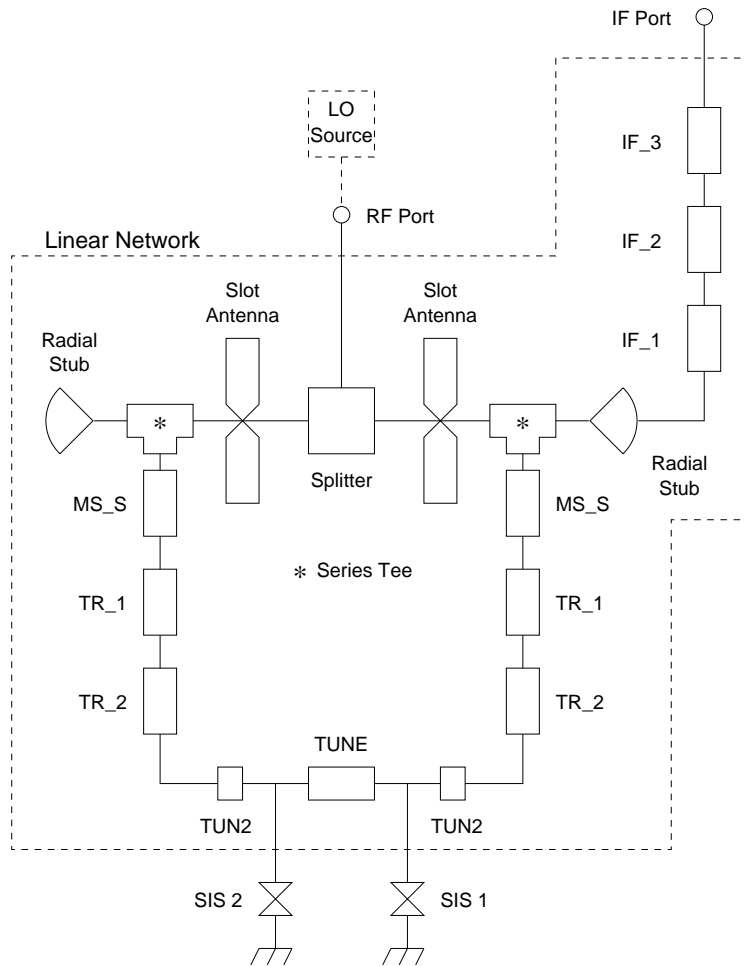 IF Port
LO
Source
IF_3
RF Port
Linear Network
IF_2
Slot
Antenna
Slot
Antenna
Radial
Stub
IF_1
*
*
Splitter
Radial
Stub
MS_S
MS_S
* Series Tee
TR_1
TR_1
TR_2
TR_2
TUNE
TUN2
TUN2
SIS 2
SIS 1